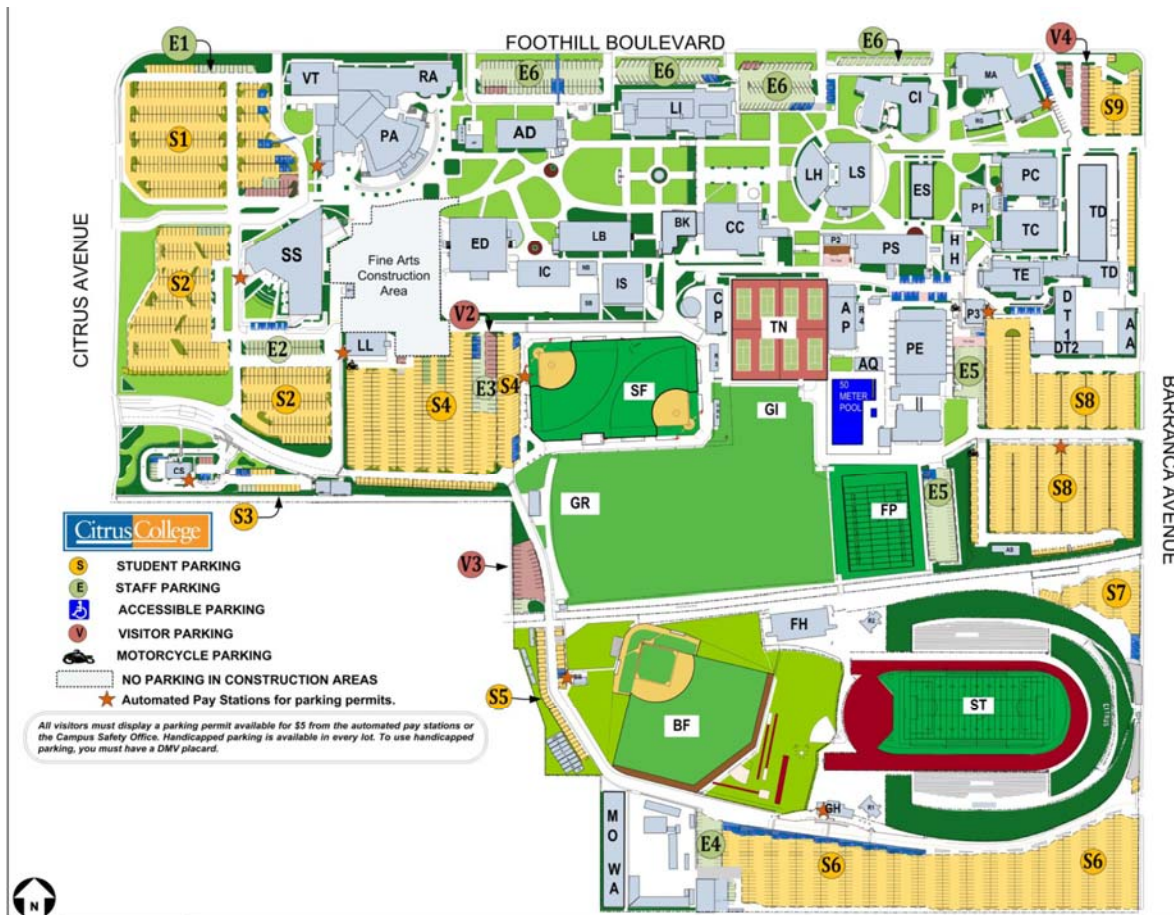 FOOTHILL BOULEVARD
E1
E6
E6
E6
E6
V4
VT
RA
MA
CI
LI
S9
S1
AD
PA
LH
LS
ES
PC
P1
TD
TC
CITRUS AVENUE
SS
Fine Arts
Construction
Area
ED
LB
BK
CC
P2
PS
H
H
TE
TD
S2
IC
NB
IS
V2
C
P
TN
A
P
R
4
P3
D
T
1
DT2
A
A
E2
LL
E3
S4
SF
PE
AQ
E5
S2
S4
GI
50
METER
POOL
S8
BARRANCA AVENUE
CS
S3
GR
FP
E5
S8
CitrusCollege
S STUDENT PARKING
E STAFF PARKING
ACCESSIBLE PARKING
V VISITOR PARKING
MOTORCYCLE PARKING
NO PARKING IN CONSTRUCTION AREAS
Automated Pay Stations for parking permits.
All visitors must display a parking permit available for $5 from the automated pay stations or
the Campus Safety Office. Handicapped parking is available in every lot. To use handicapped
parking, you must have a DMV placard.
V3
S7
FH
R2
S5
BF
ST
CITRUS
GH
R1
M
O
W
A
E4
S6
S6
N